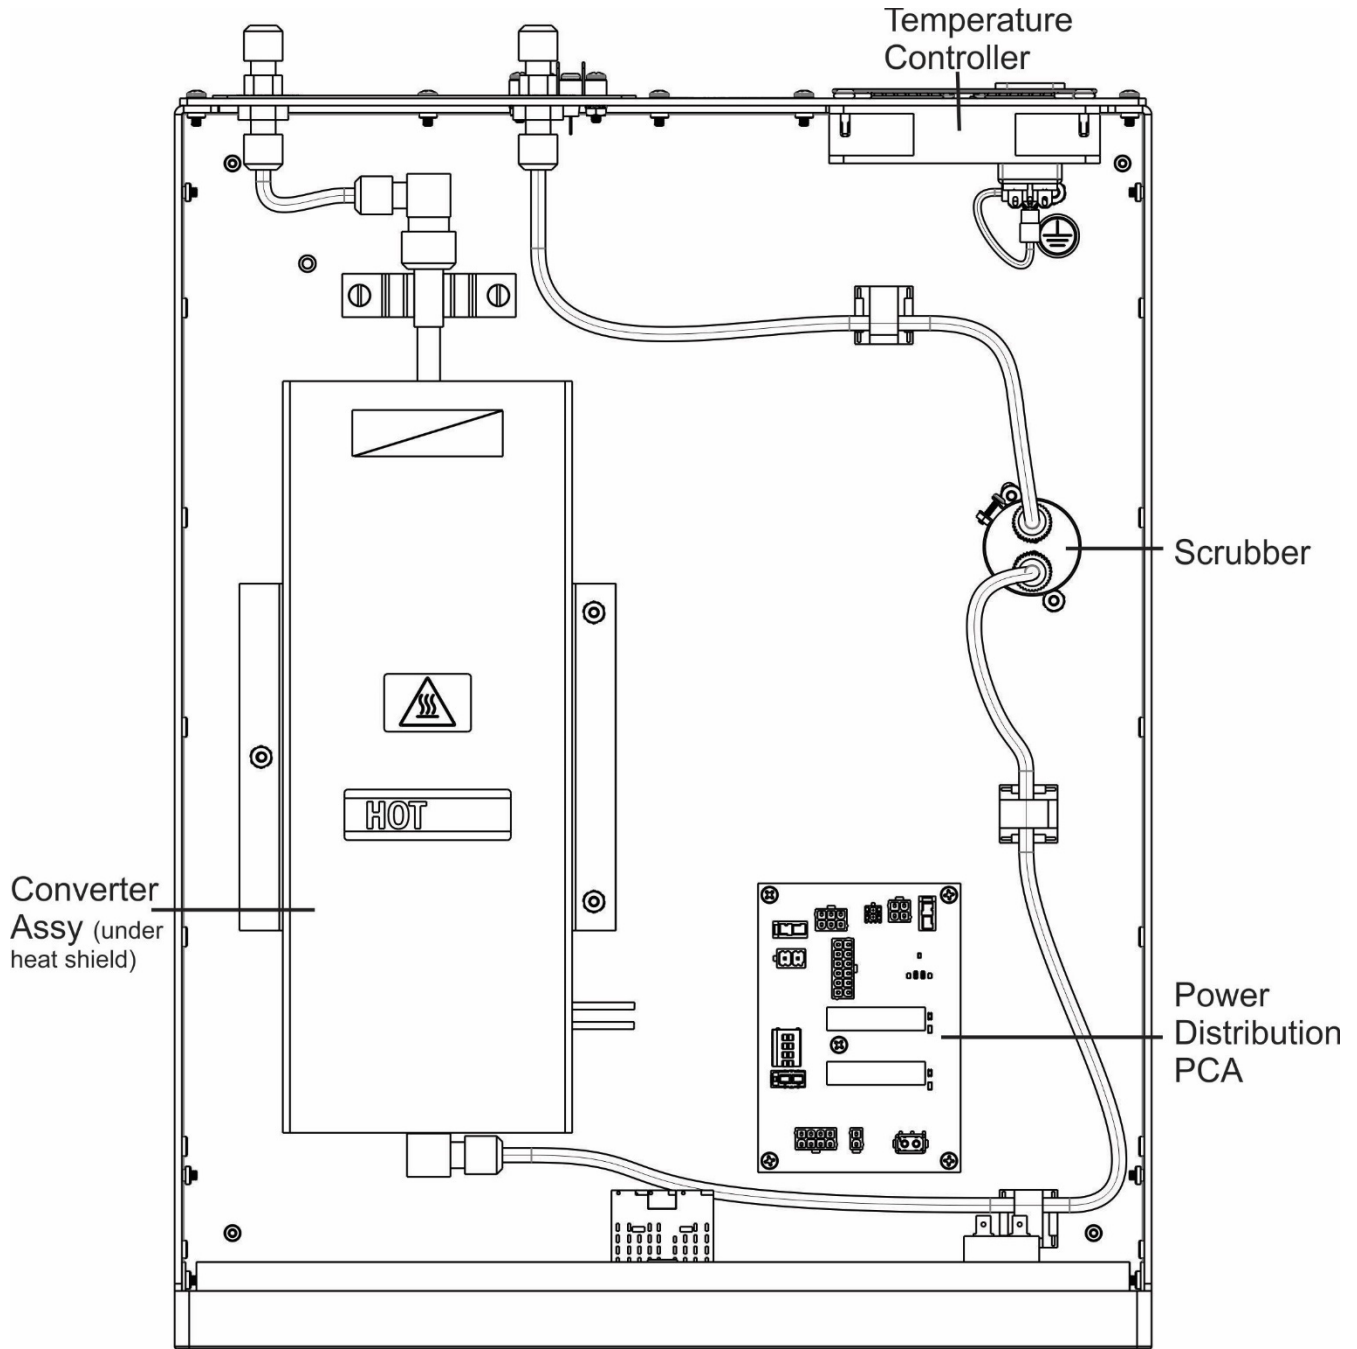 Temperature
Controller
Scrubber
HOT
Converter
Assy (under
heat shield)
Power
Distribution
PCA